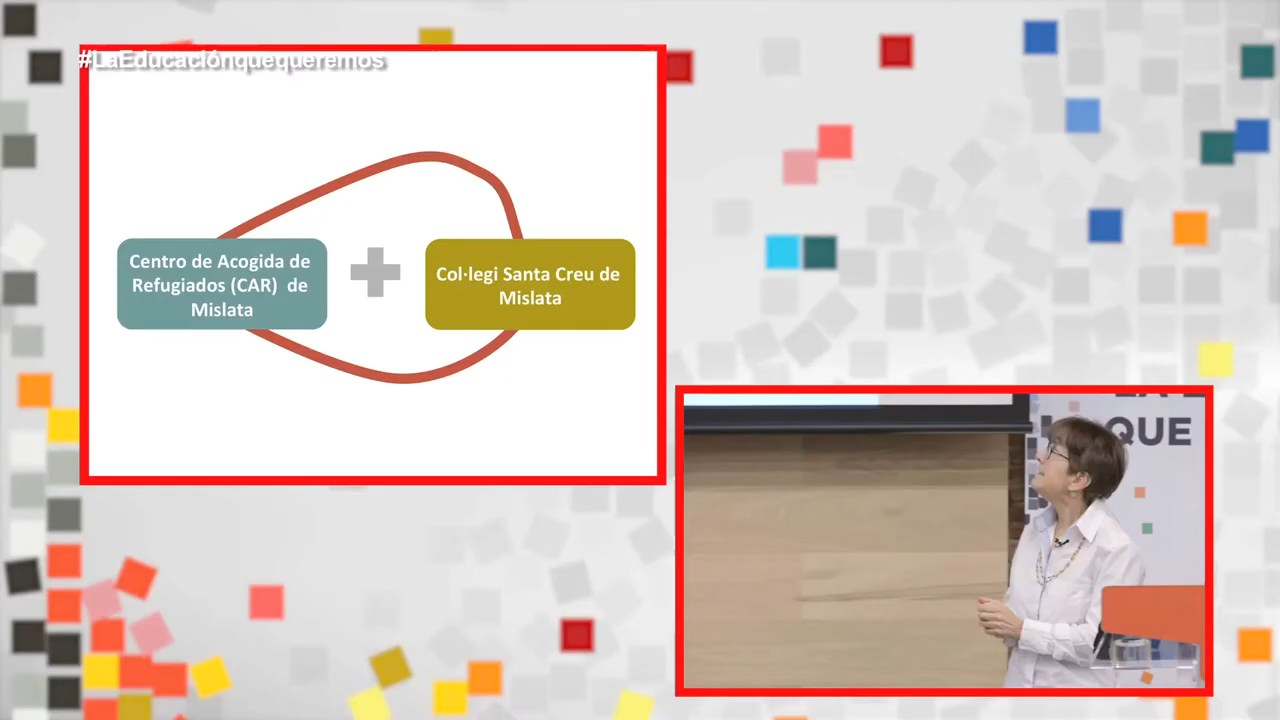 #LaEducaciónquequeremos
Centro de Acogida de
Refugiados (CAR) de
Mislata
Col·legi Santa Creu de
Mislata
QUE